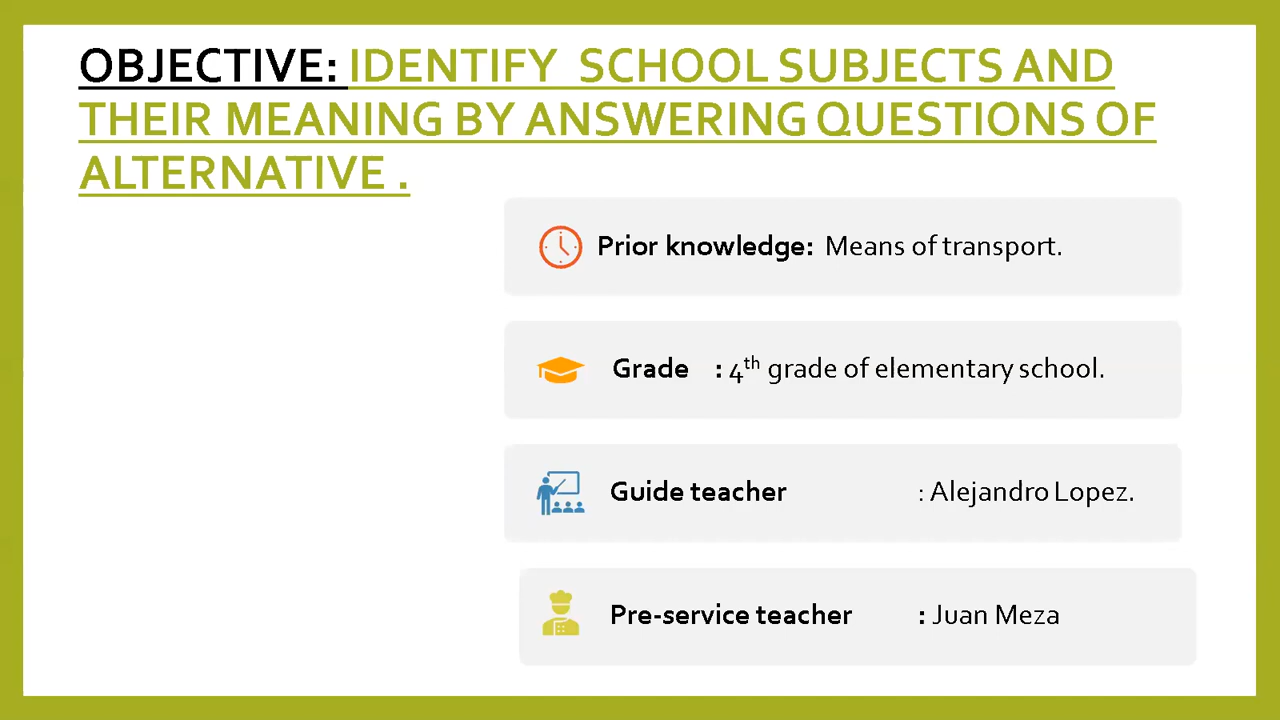 OBJECTIVE: IDENTIFY SCHOOL SUBJECTS AND
THEIR MEANING BY ANSWERING QUESTIONS OF
ALTERNATIVE .
Prior knowledge: Means of transport.
Grade : 4th grade of elementary school.
Guide teacher : Alejandro Lopez.
Pre-service teacher : Juan Meza